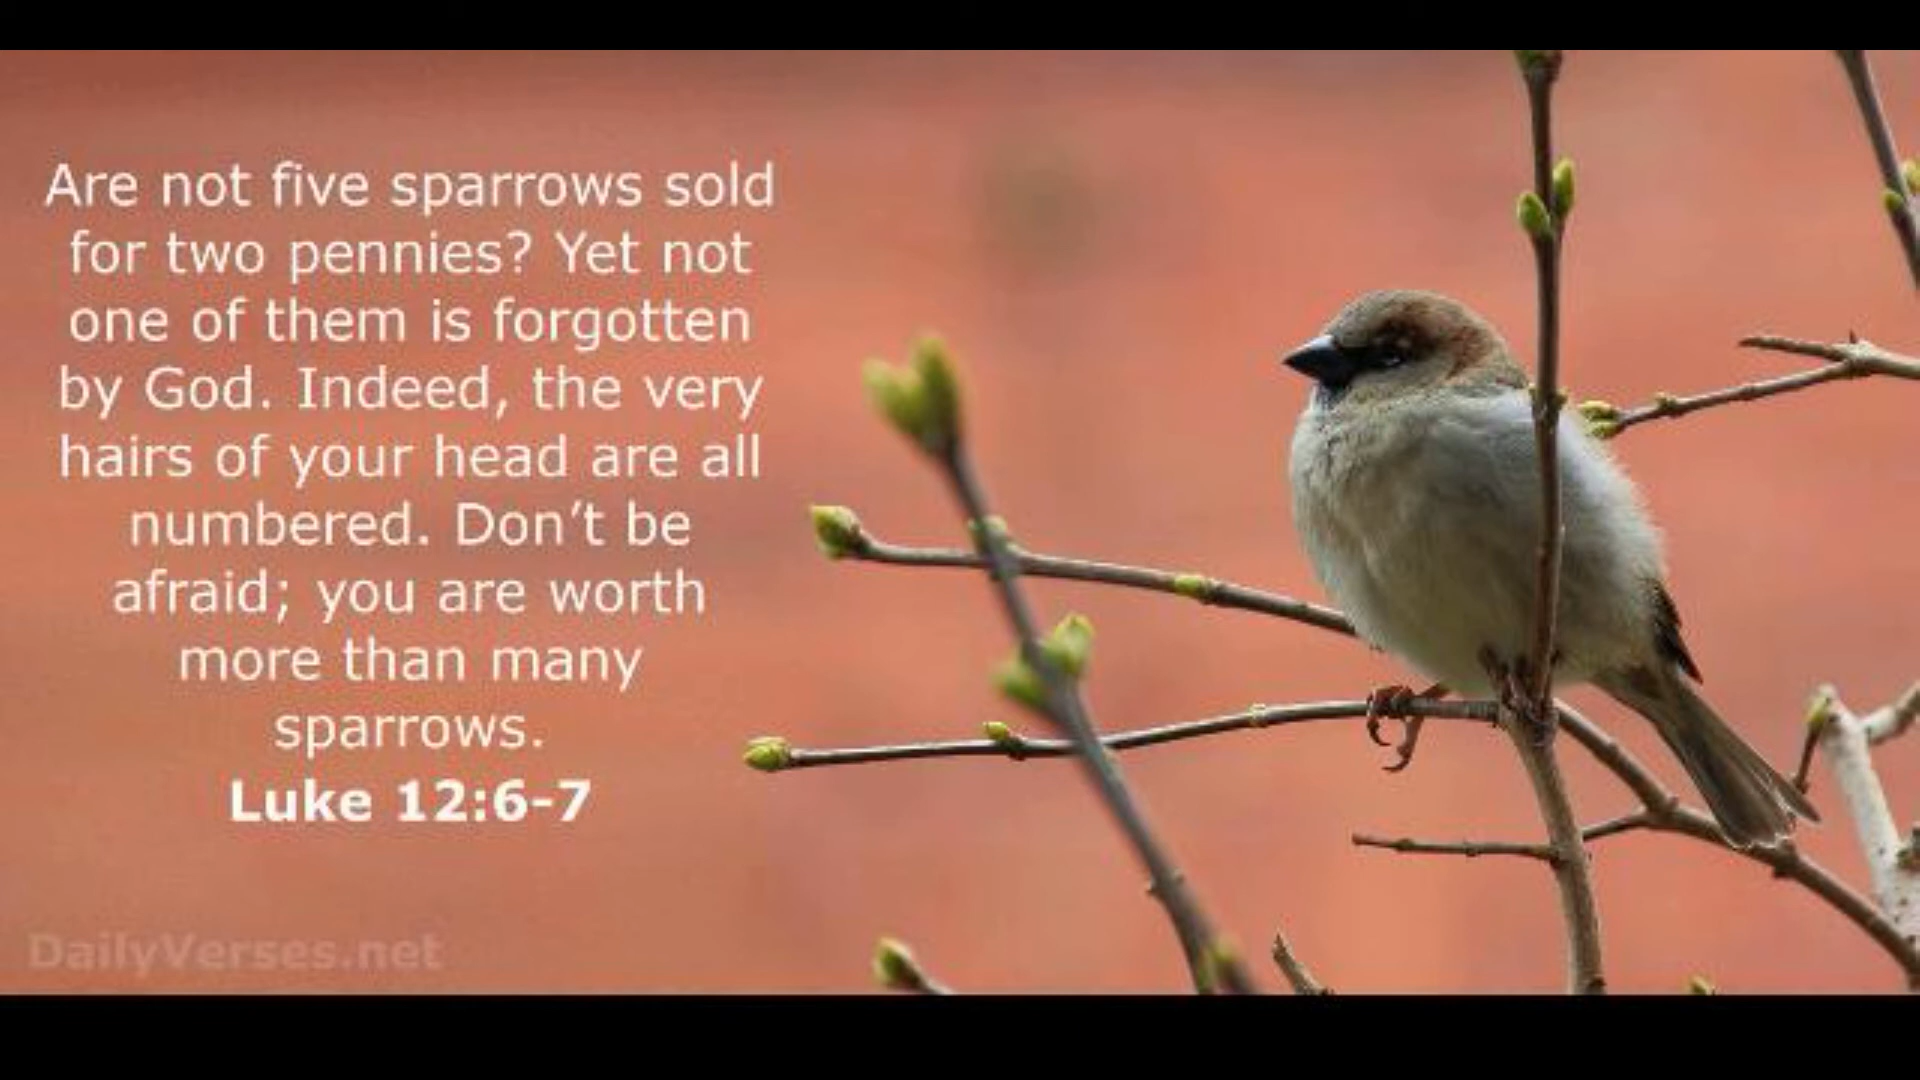 Are not five sparrows sold
for two pennies? Yet not
one of them is forgotten
by God. Indeed, the very
hairs of your head are all
numbered. Don’t be
afraid; you are worth
more than many
sparrows.
Luke 12:6-7
DailyVerses.net